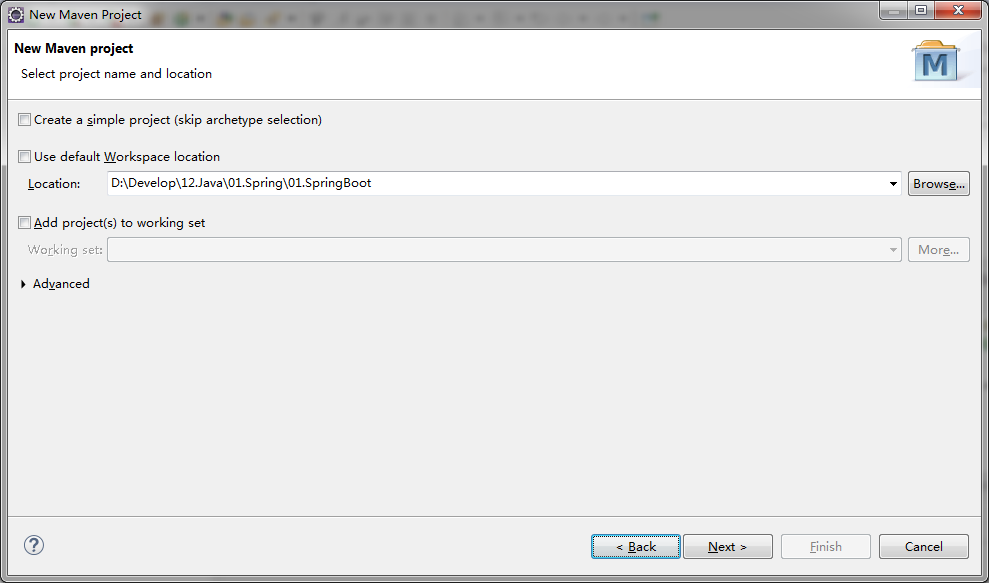 New Maven Project
New Maven project
Select project name and location
M
Create a simple project (skip archetype selection)
Use default Workspace location
Location: D:\Develop\12.Java\01.Spring\01.SpringBoot Browse...
Add project(s) to working set
Working set: More...
Advanced
? < Back Next > Finish Cancel